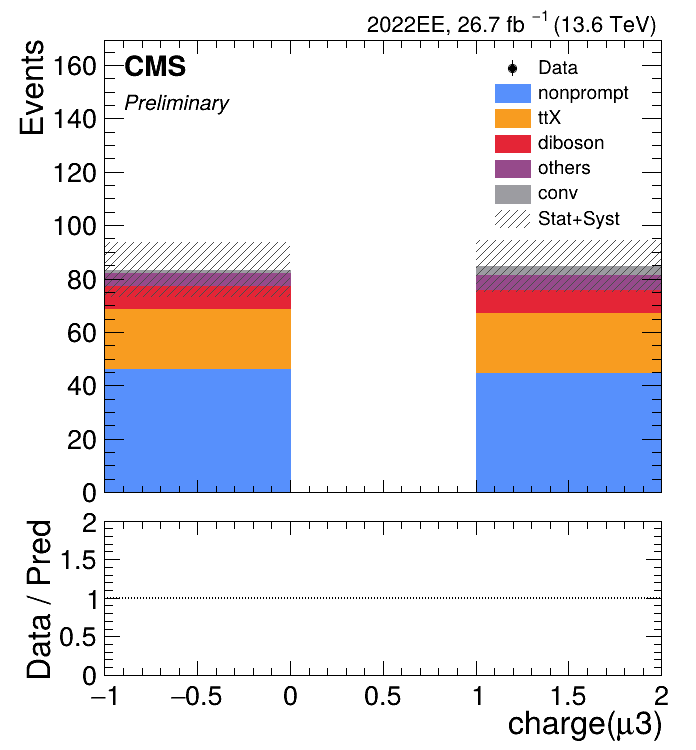 2022EE, 26.7 fb⁻¹ (13.6 TeV)
CMS
Preliminary
Events
160
140
120
100
80
60
40
20
0
Data
nonprompt
ttX
diboson
others
conv
Stat+Syst
Data / Pred
2
1.5
1
0.5
0
−1 −0.5 0 0.5 1 1.5 2
charge(μ3)